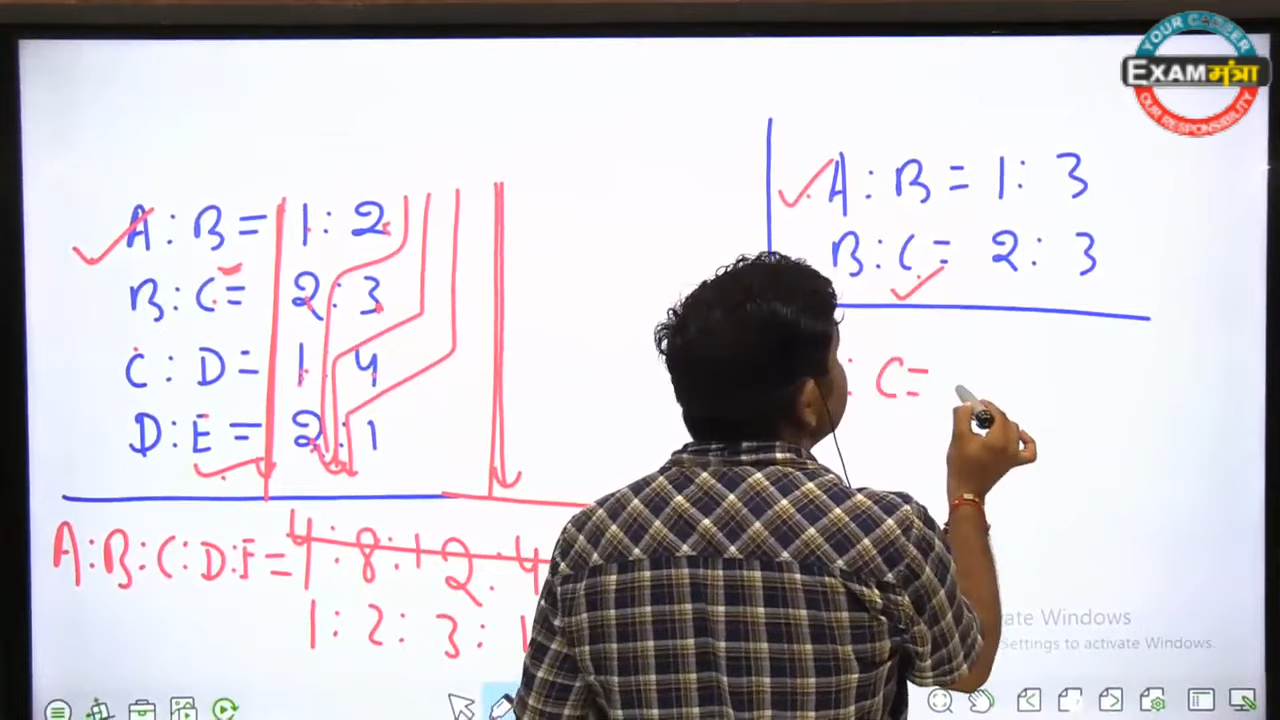 YOUR CAREER
EXAMमंत्रा
OUR RESPONSIBILITY
A : B = 1 : 2
B : C = 2 : 3
C : D = 1 : 4
D : E = 2 : 1
A : B : C : D : E = 4 : 8 : 12 : 4
1 : 2 : 3 : 1
A : B = 1 : 3
B : C = 2 : 3
: C =
ate Windows
Settings to activate Windows.